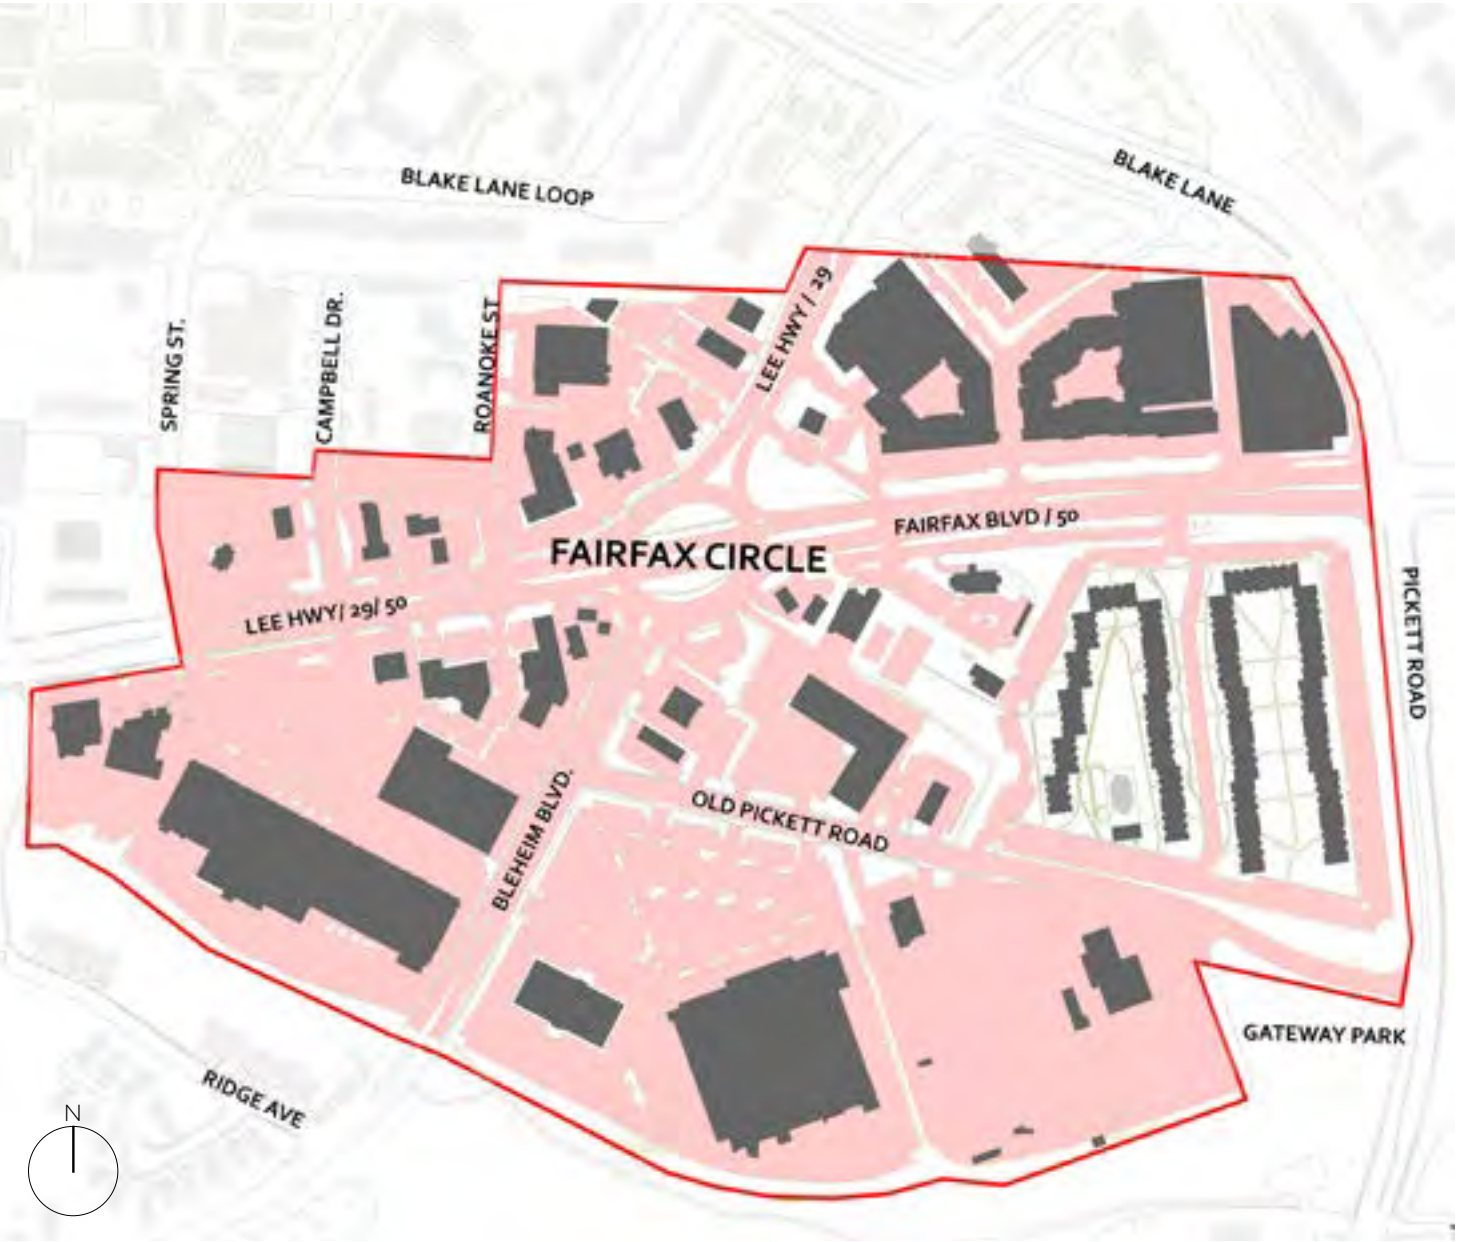 BLAKE LANE
BLAKE LANE LOOP
LEE HWY / 29
SPRING ST.
CAMPBELL DR.
ROANOKE ST
FAIRFAX BLVD / 50
FAIRFAX CIRCLE
LEE HWY/ 29/ 50
PICKETT ROAD
OLD PICKETT ROAD
BLEHEIM BLVD.
GATEWAY PARK
RIDGE AVE
N